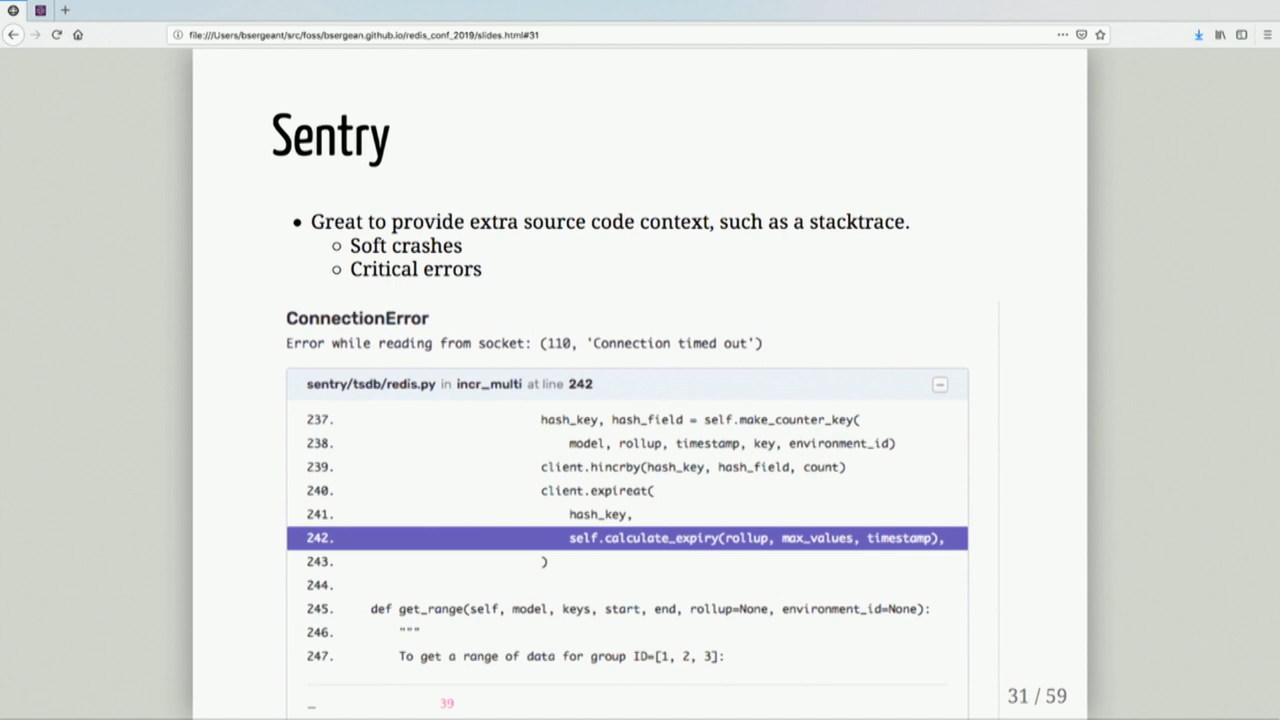 file:///Users/bsergeant/src/foss/bsergean.github.io/redis_conf_2019/slides.html#31
Sentry
Great to provide extra source code context, such as a stacktrace.
Soft crashes
Critical errors
ConnectionError
Error while reading from socket: (110, 'Connection timed out')
sentry/tsdb/redis.py in incr_multi at line 242
237. hash_key, hash_field = self.make_counter_key(
238. model, rollup, timestamp, key, environment_id)
239. client.hincrby(hash_key, hash_field, count)
240. client.expireat(
241. hash_key,
242. self.calculate_expiry(rollup, max_values, timestamp),
243. )
244.
245. def get_range(self, model, keys, start, end, rollup=None, environment_id=None):
246. """
247. To get a range of data for group ID=[1, 2, 3]:
39
31 / 59